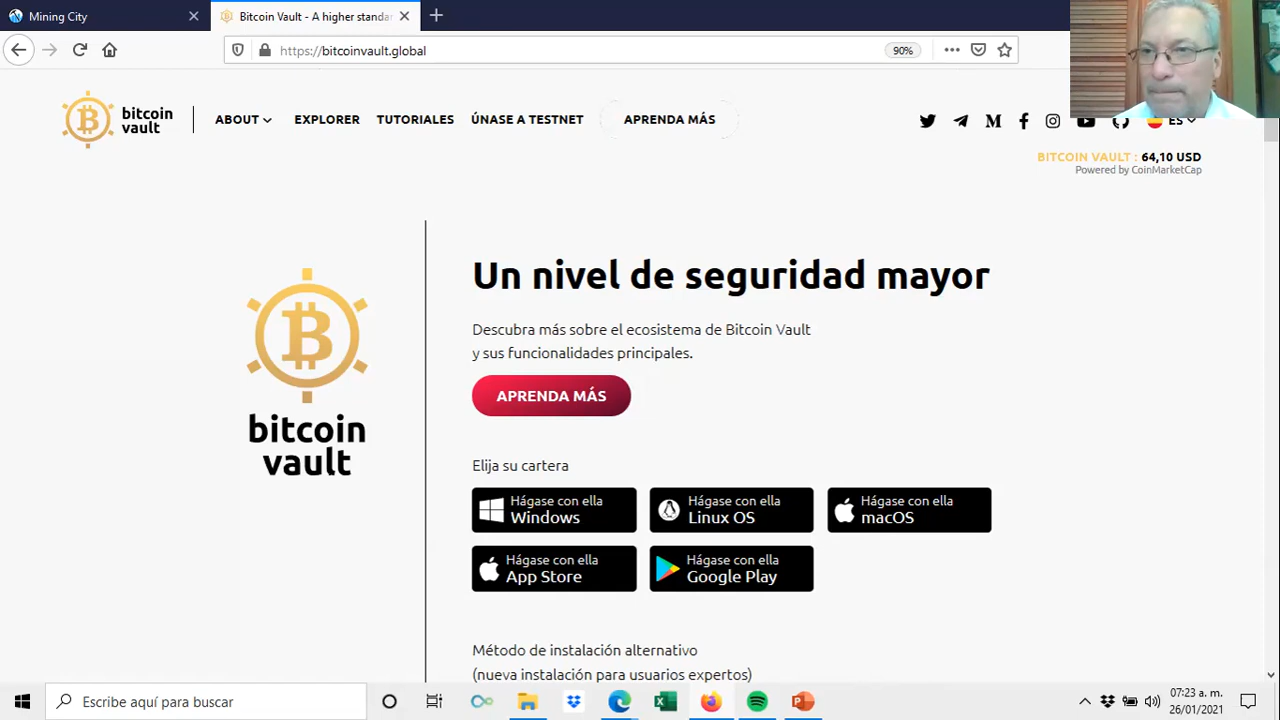 Mining City
Bitcoin Vault - A higher standa
https://bitcoinvault.global
90%
bitcoin
vault
ABOUT
EXPLORER
TUTORIALES
ÚNASE A TESTNET
APRENDA MÁS
ES
BITCOIN VAULT : 64,10 USD
Powered by CoinMarketCap
bitcoin
vault
Un nivel de seguridad mayor
Descubra más sobre el ecosistema de Bitcoin Vault
y sus funcionalidades principales.
APRENDA MÁS
Elija su cartera
Hágase con ella
Windows
Hágase con ella
Linux OS
Hágase con ella
macOS
Hágase con ella
App Store
Hágase con ella
Google Play
Método de instalación alternativo
(nueva instalación para usuarios expertos)
Escribe aquí para buscar
07:23 a. m.
26/01/2021